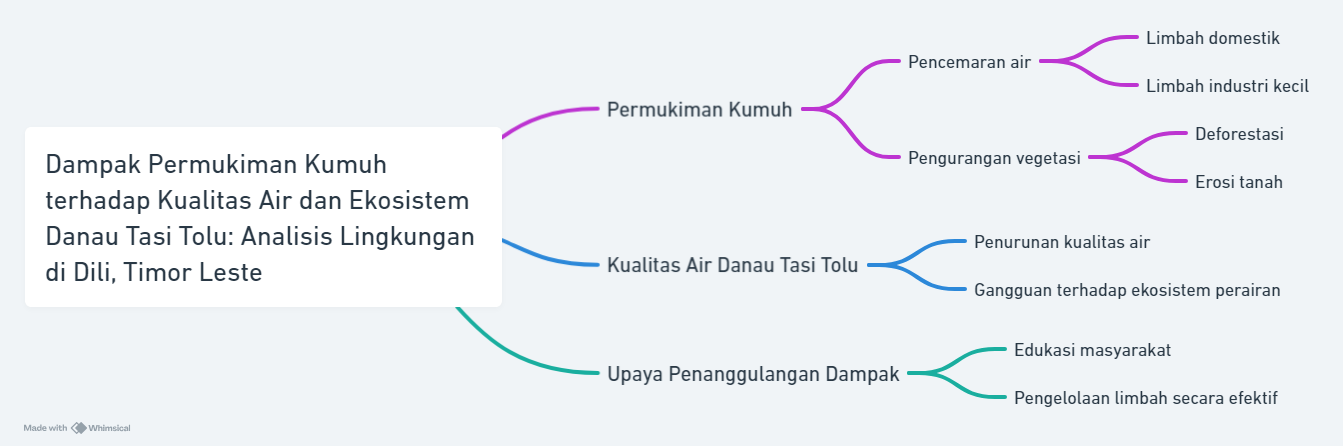 Dampak Permukiman Kumuh
terhadap Kualitas Air dan Ekosistem
Danau Tasi Tolu: Analisis Lingkungan
di Dili, Timor Leste
Permukiman Kumuh
Pencemaran air
Limbah domestik
Limbah industri kecil
Pengurangan vegetasi
Deforestasi
Erosi tanah
Kualitas Air Danau Tasi Tolu
Penurunan kualitas air
Gangguan terhadap ekosistem perairan
Upaya Penanggulangan Dampak
Edukasi masyarakat
Pengelolaan limbah secara efektif
Made with Whimsical